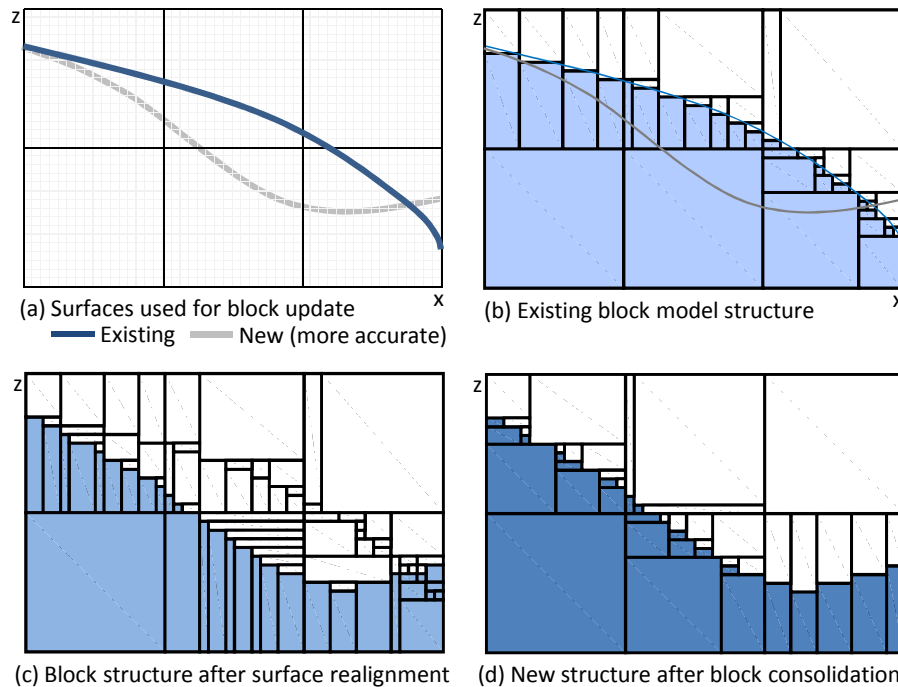 z
z
x
x
(a) Surfaces used for block update
Existing
New (more accurate)
(b) Existing block model structure
z
z
(c) Block structure after surface realignment
(d) New structure after block consolidation